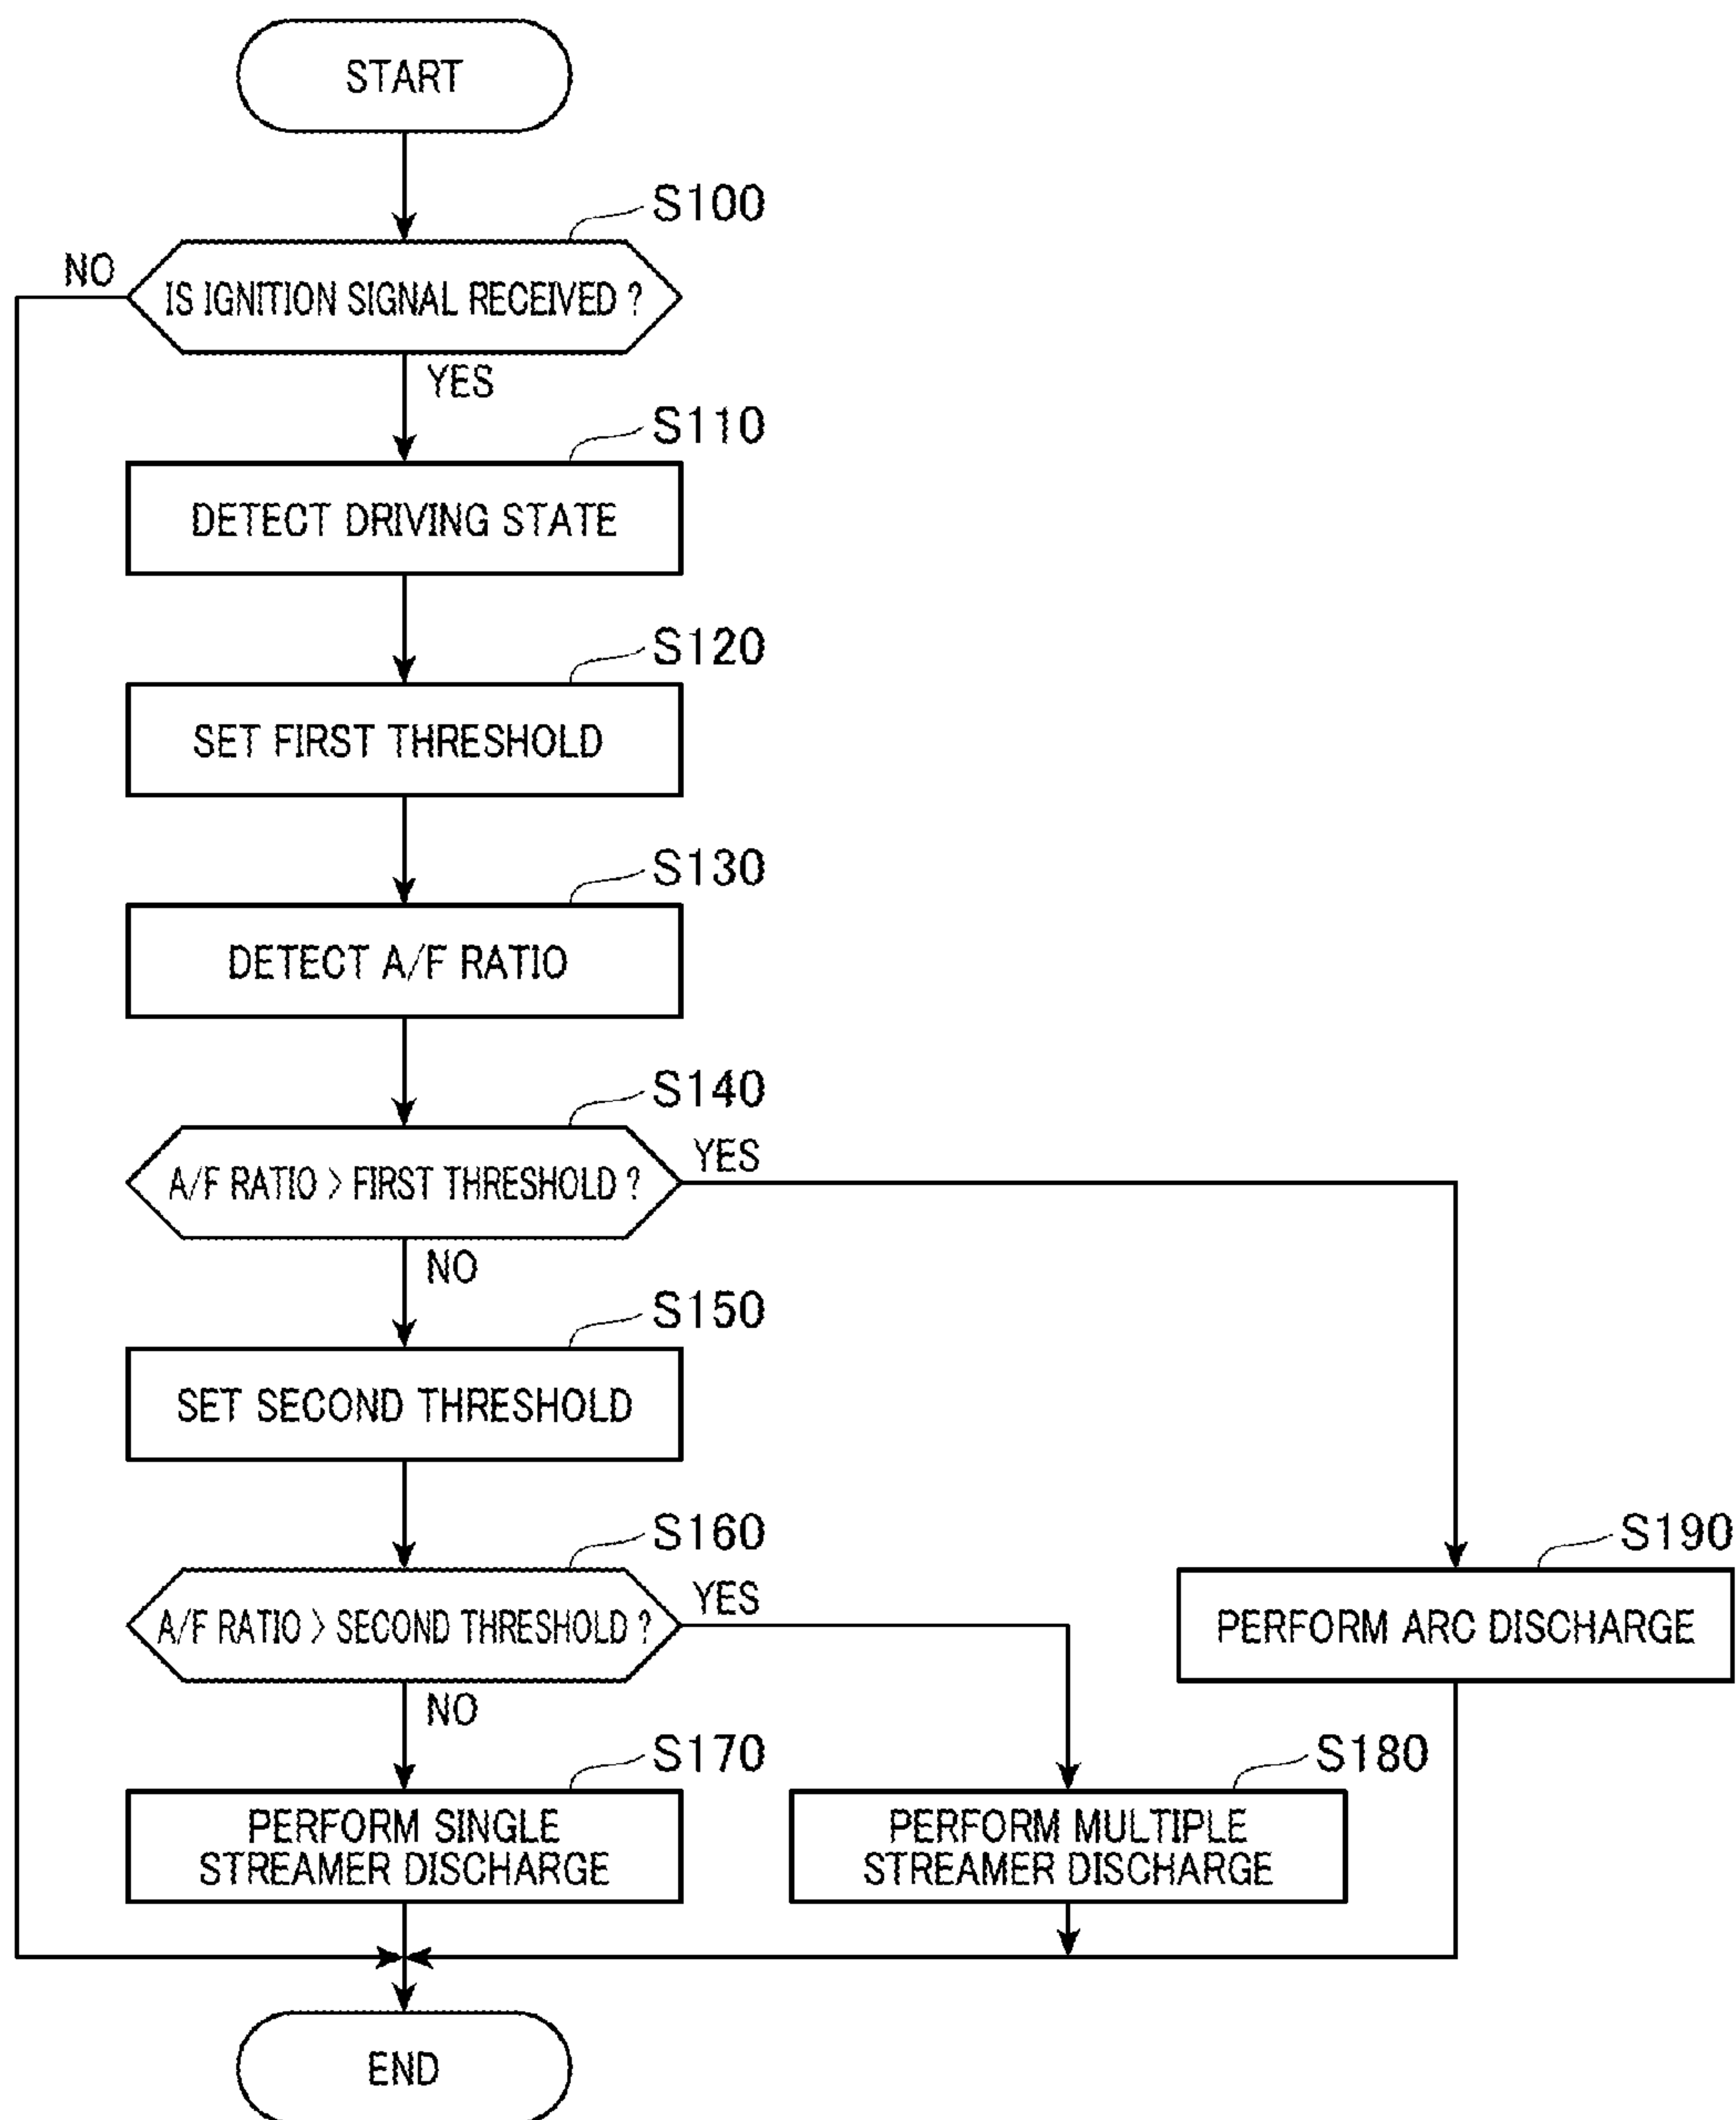 START
S100
NO
IS IGNITION SIGNAL RECEIVED ?
YES
S110
DETECT DRIVING STATE
S120
SET FIRST THRESHOLD
S130
DETECT A/F RATIO
S140
YES
A/F RATIO > FIRST THRESHOLD ?
NO
S150
SET SECOND THRESHOLD
S160
YES
A/F RATIO > SECOND THRESHOLD ?
S190
PERFORM ARC DISCHARGE
NO
S170
PERFORM SINGLE
STREAMER DISCHARGE
S180
PERFORM MULTIPLE
STREAMER DISCHARGE
END